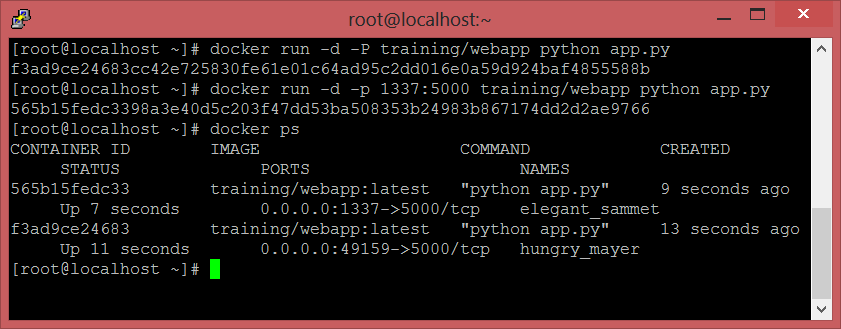 root@localhost:~
[root@localhost ~]# docker run -d -P training/webapp python app.py
f3ad9ce24683cc42e725830fe61e01c64ad95c2dd016e0a59d924baf4855588b
[root@localhost ~]# docker run -d -p 1337:5000 training/webapp python app.py
565b15fedc3398a3e40d5c203f47dd53ba508353b24983b867174dd2d2ae9766
[root@localhost ~]# docker ps
CONTAINER ID        IMAGE                    COMMAND             CREATED
     STATUS              PORTS                     NAMES
565b15fedc33        training/webapp:latest   "python app.py"     9 seconds ago
     Up 7 seconds        0.0.0.0:1337->5000/tcp    elegant_sammet
f3ad9ce24683        training/webapp:latest   "python app.py"     13 seconds ago
     Up 11 seconds       0.0.0.0:49159->5000/tcp   hungry_mayer
[root@localhost ~]#